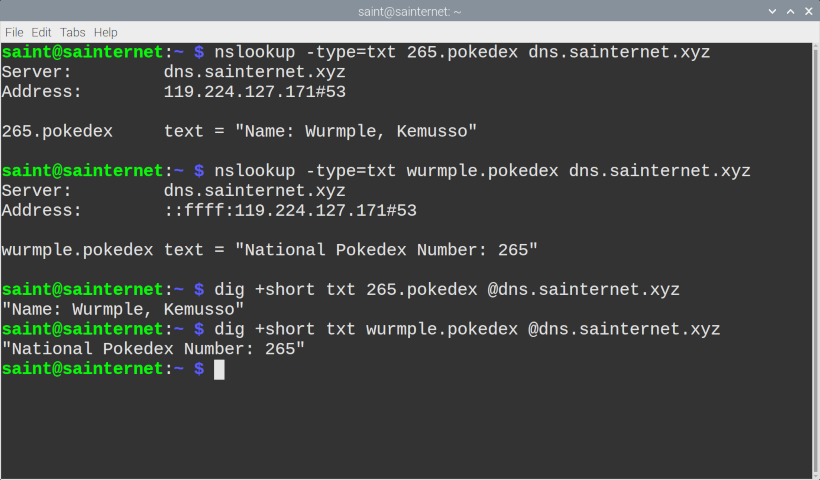 saint@sainternet: ~
File Edit Tabs Help
saint@sainternet:~ $ nslookup -type=txt 265.pokedex dns.sainternet.xyz
Server: dns.sainternet.xyz
Address: 119.224.127.171#53
265.pokedex text = "Name: Wurmple, Kemusso"
saint@sainternet:~ $ nslookup -type=txt wurmple.pokedex dns.sainternet.xyz
Server: dns.sainternet.xyz
Address: ::ffff:119.224.127.171#53
wurmple.pokedex text = "National Pokedex Number: 265"
saint@sainternet:~ $ dig +short txt 265.pokedex @dns.sainternet.xyz
"Name: Wurmple, Kemusso"
saint@sainternet:~ $ dig +short txt wurmple.pokedex @dns.sainternet.xyz
"National Pokedex Number: 265"
saint@sainternet:~ $